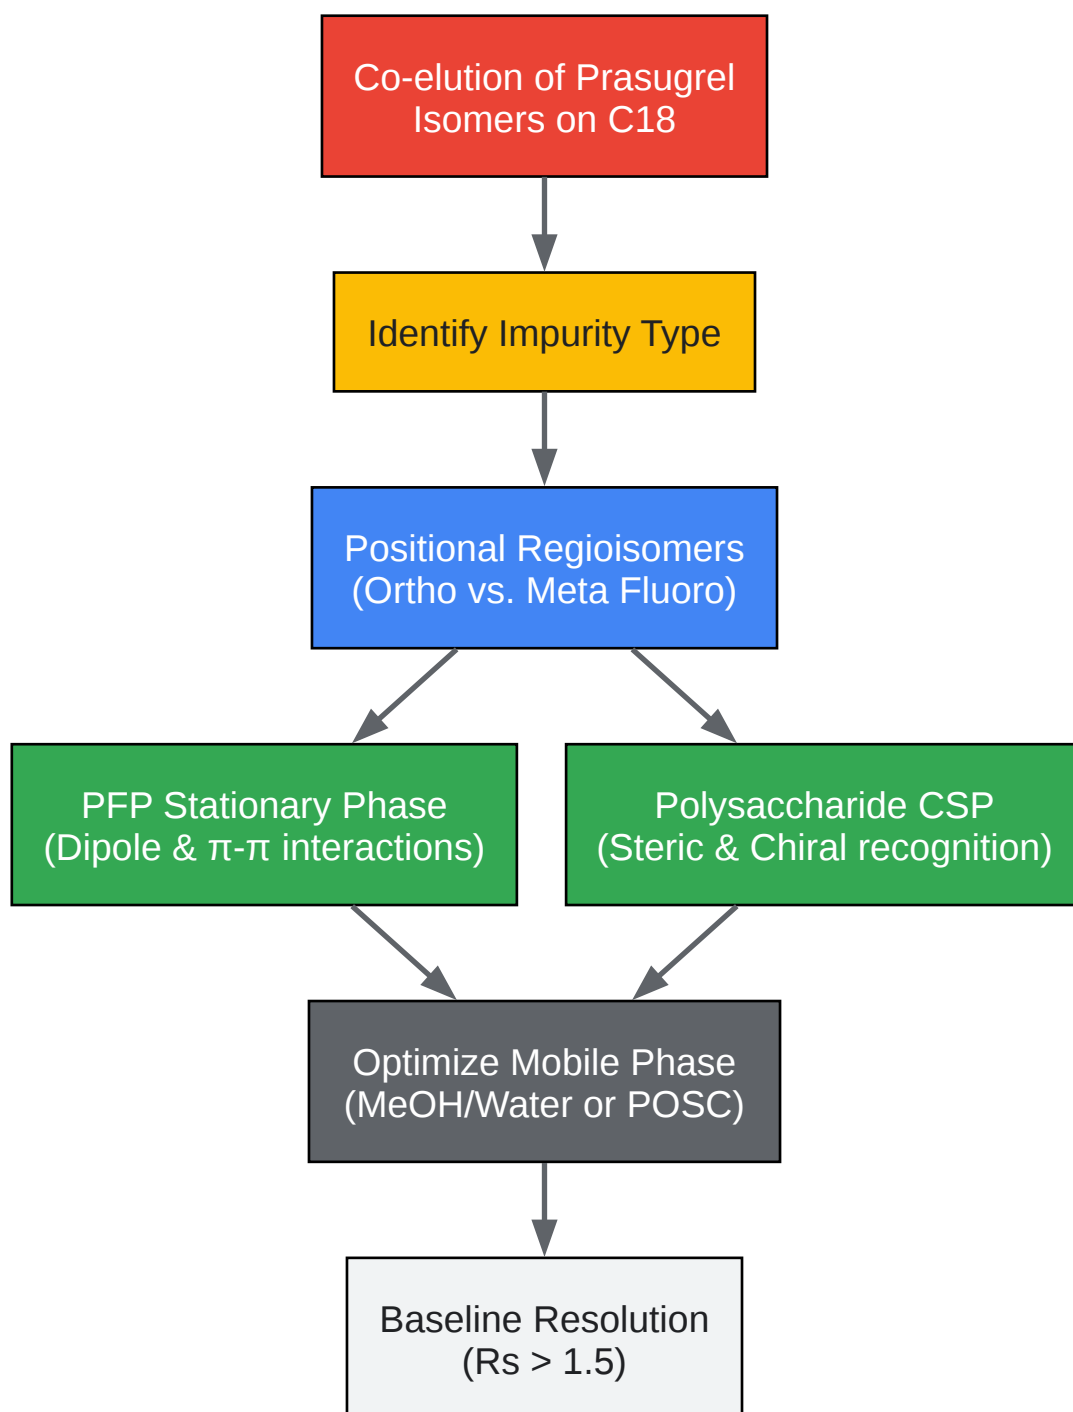 Co-elution of Prasugrel
Isomers on C18
Identify Impurity Type
Positional Regioisomers
(Ortho vs. Meta Fluoro)
PFP Stationary Phase
(Dipole & π-π interactions)
Polysaccharide CSP
(Steric & Chiral recognition)
Optimize Mobile Phase
(MeOH/Water or POSC)
Baseline Resolution
(Rs > 1.5)